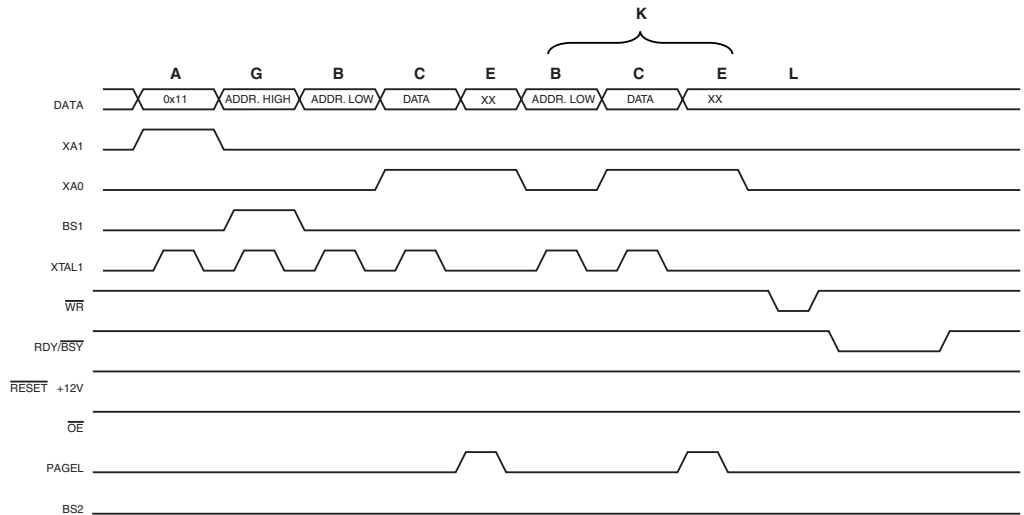 K
A G B C E B C E L
DATA 0x11 ADDR. HIGH ADDR. LOW DATA XX ADDR. LOW DATA XX
XA1
XA0
BS1
XTAL1
WR
RDY/BSY
RESET +12V
OE
PAGEL
BS2